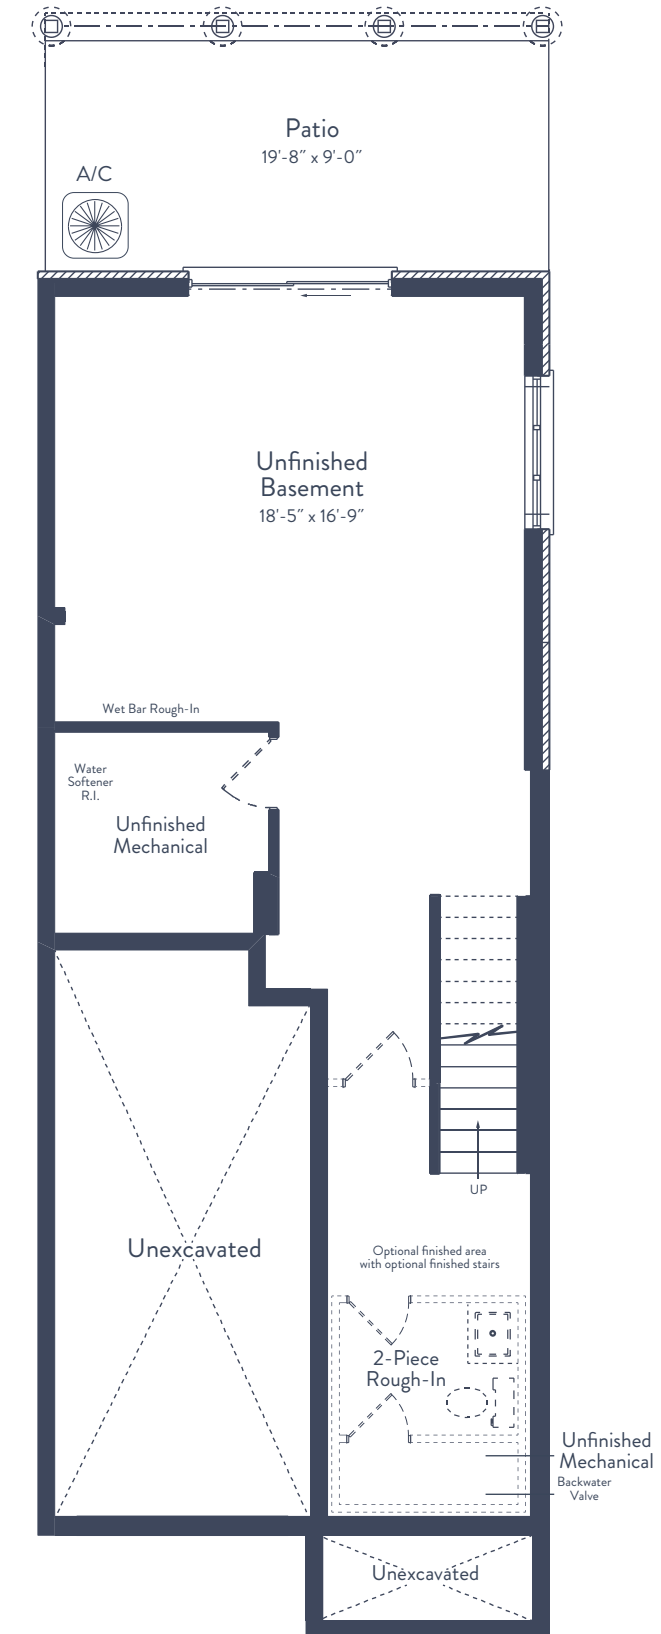 Patio
19'-8″ x 9'-0″
A/C
Unfinished
Basement
18'-5″ x 16'-9″
Wet Bar Rough-In
Water
Softener
R.I.
Unfinished
Mechanical
UP
Unexcavated
Optional finished area
with optional finished stairs
2-Piece
Rough-In
Unfinished
Mechanical
Backwater
Valve
Unexcavated